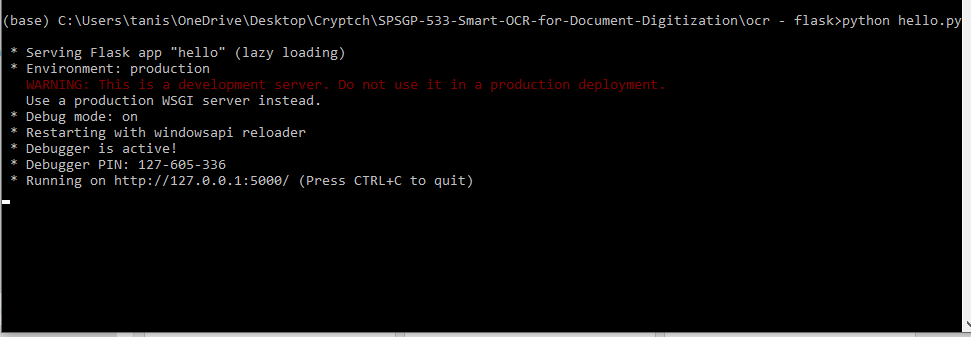 (base) C:\Users\tanis\OneDrive\Desktop\Cryptch\SPSGP-533-Smart-OCR-for-Document-Digitization\ocr - flask>python hello.py
* Serving Flask app "hello" (lazy loading)
* Environment: production
WARNING: This is a development server. Do not use it in a production deployment.
Use a production WSGI server instead.
* Debug mode: on
* Restarting with windowsapi reloader
* Debugger is active!
* Debugger PIN: 127-605-336
* Running on http://127.0.0.1:5000/ (Press CTRL+C to quit)